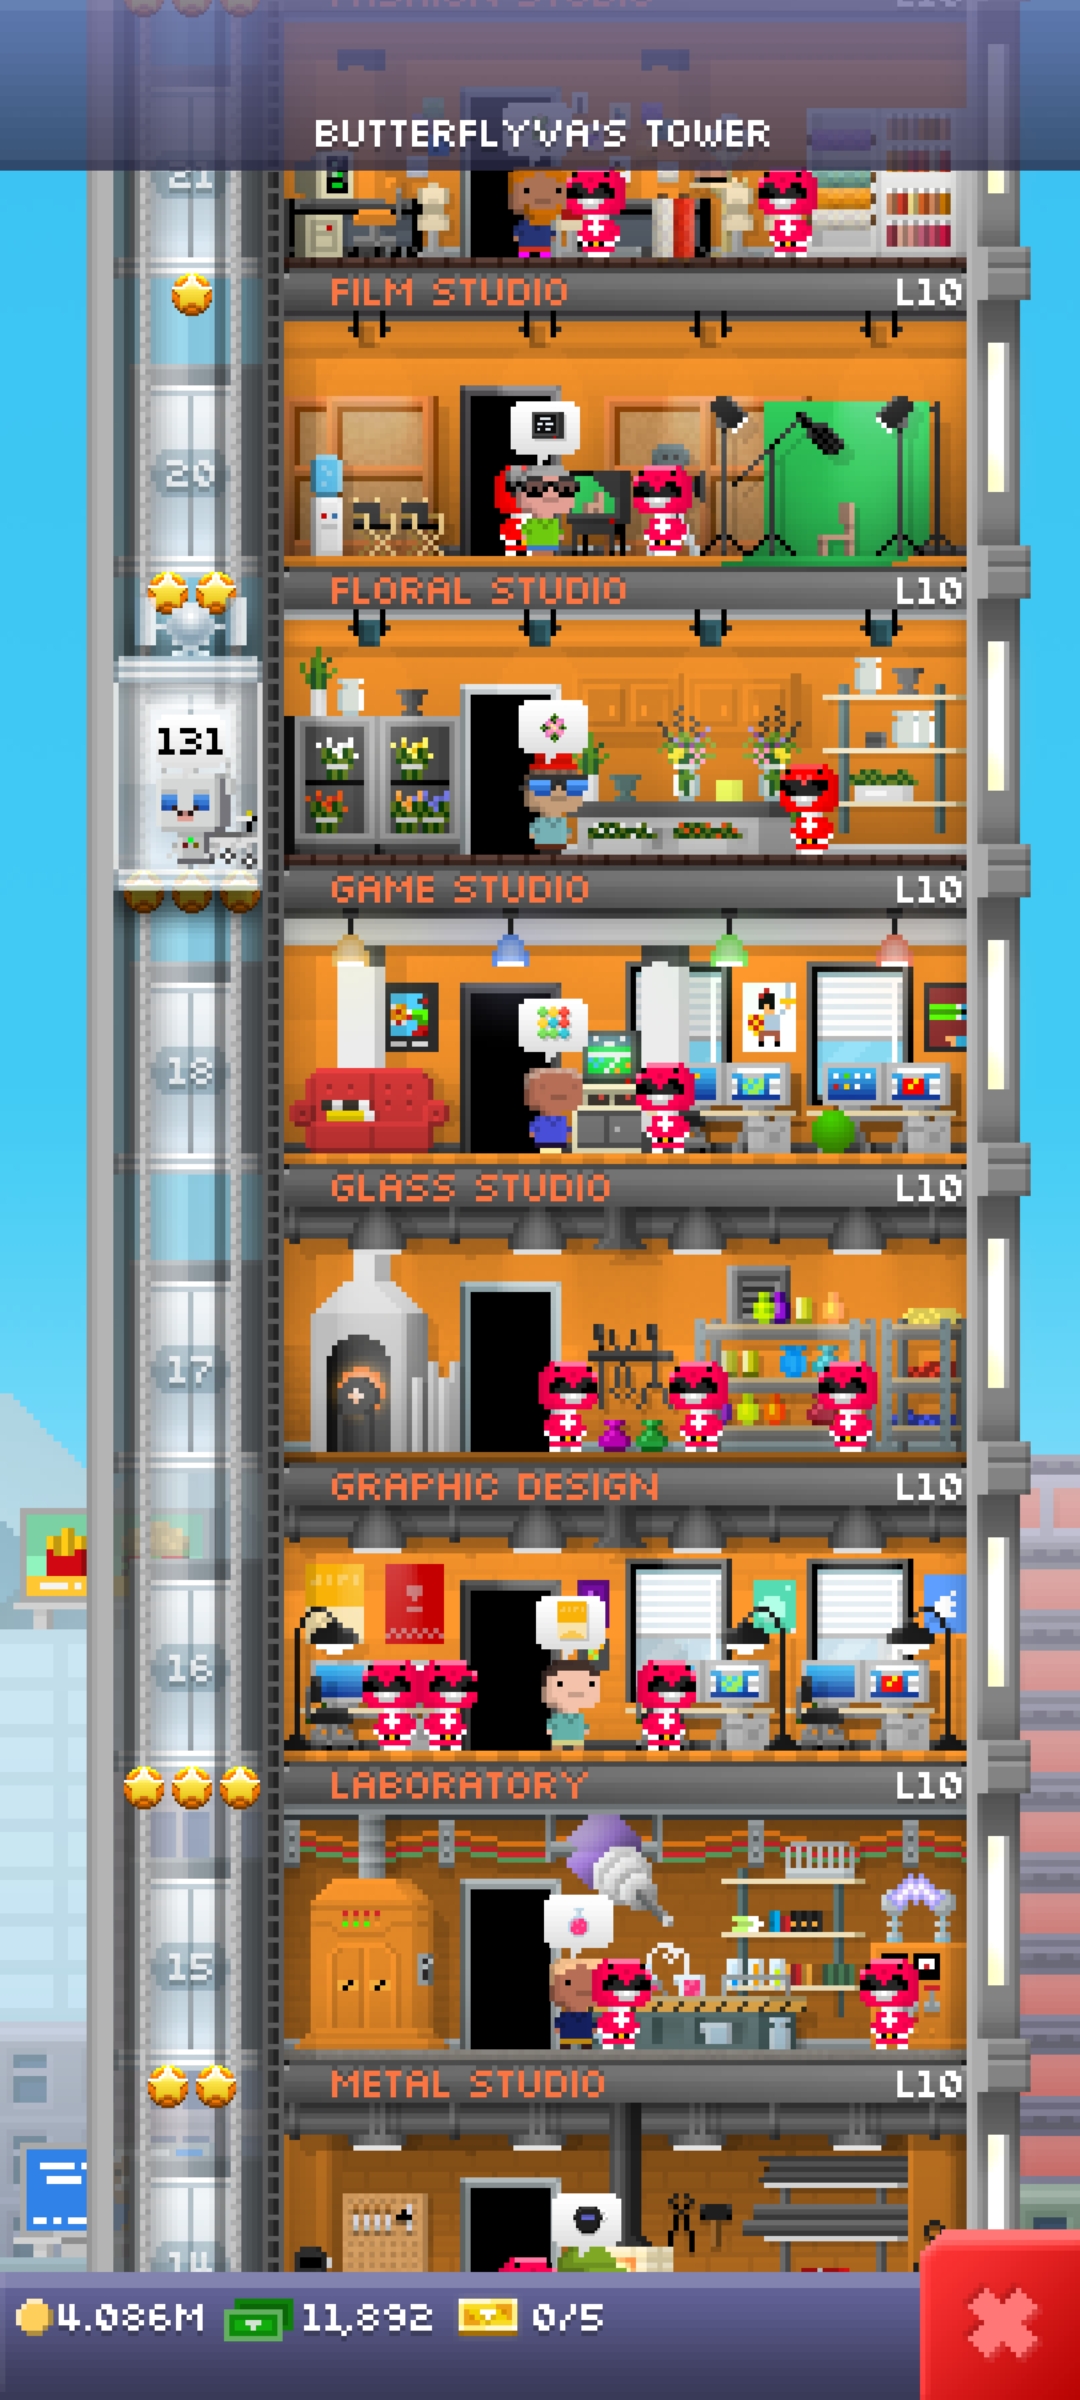 BUTTERFLYVA'S TOWER
21
FILM STUDIO L10
20
FLORAL STUDIO L10
131
GAME STUDIO L10
18
GLASS STUDIO L10
17
GRAPHIC DESIGN L10
16
LABORATORY L10
15
METAL STUDIO L10
14
4.086M 11,892 0/5